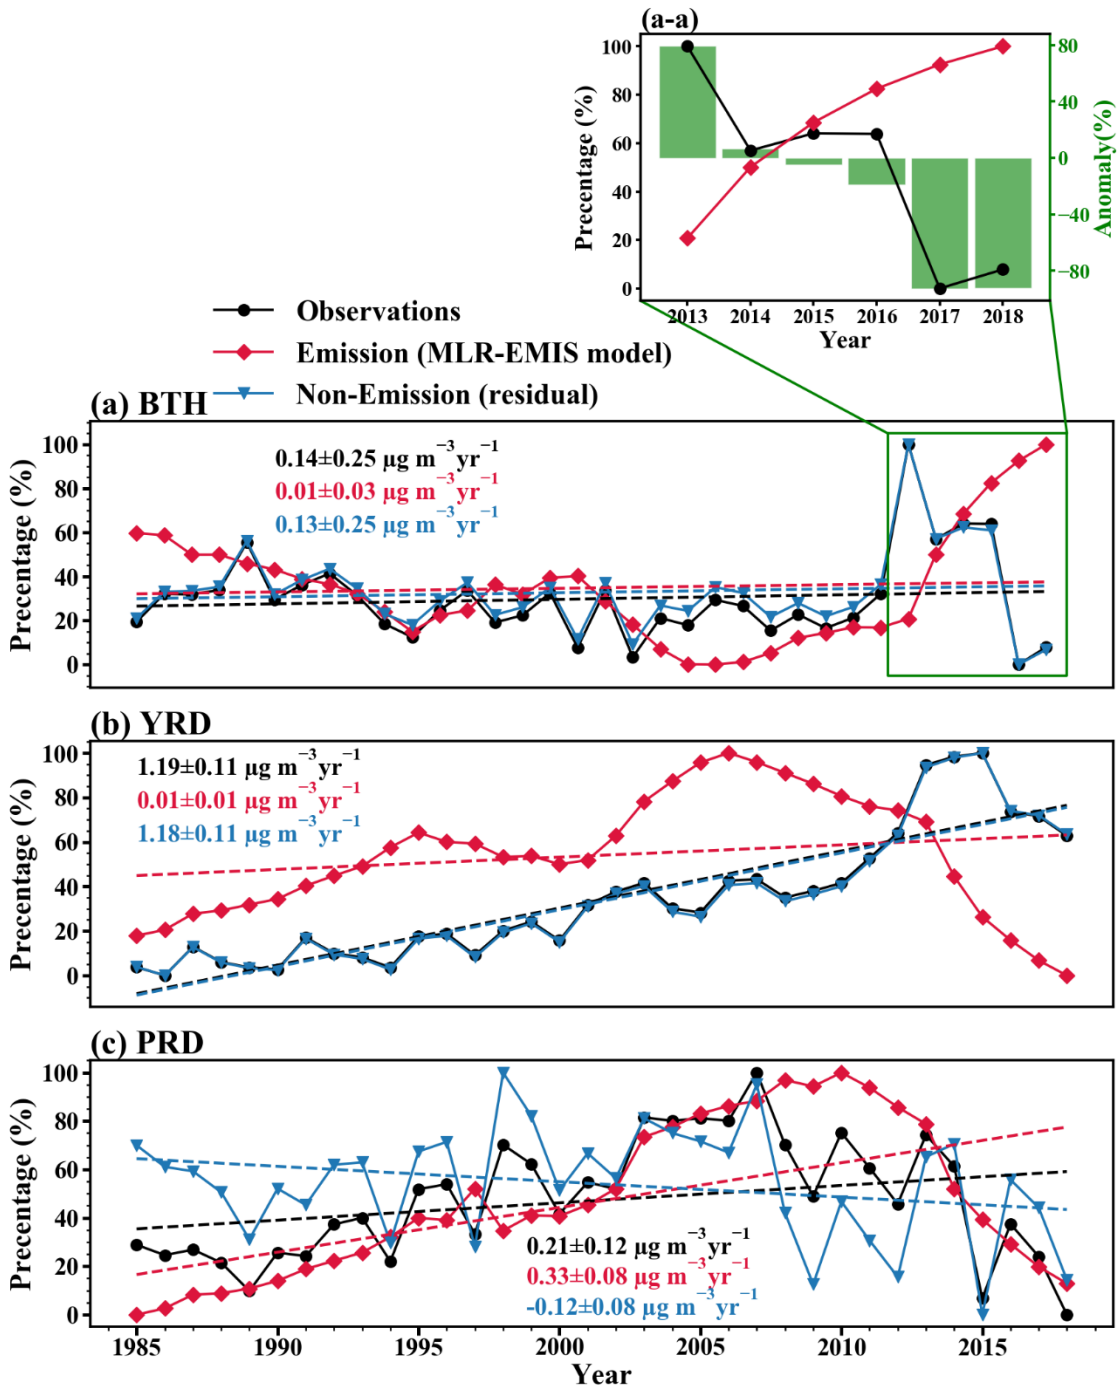 (a-a)
100
80
60
40
20
0
Precentage (%)
80
40
0
−40
−80
Anomaly(%)
2013 2014 2015 2016 2017 2018
Year
Observations
Emission (MLR-EMIS model)
Non-Emission (residual)
(a) BTH
100
80
60
40
20
0
Precentage (%)
0.14±0.25 µg m−3yr−1
0.01±0.03 µg m−3yr−1
0.13±0.25 µg m−3yr−1
(b) YRD
100
80
60
40
20
0
Precentage (%)
1.19±0.11 µg m−3yr−1
0.01±0.01 µg m−3yr−1
1.18±0.11 µg m−3yr−1
(c) PRD
100
80
60
40
20
0
Precentage (%)
0.21±0.12 µg m−3yr−1
0.33±0.08 µg m−3yr−1
-0.12±0.08 µg m−3yr−1
1985 1990 1995 2000 2005 2010 2015
Year